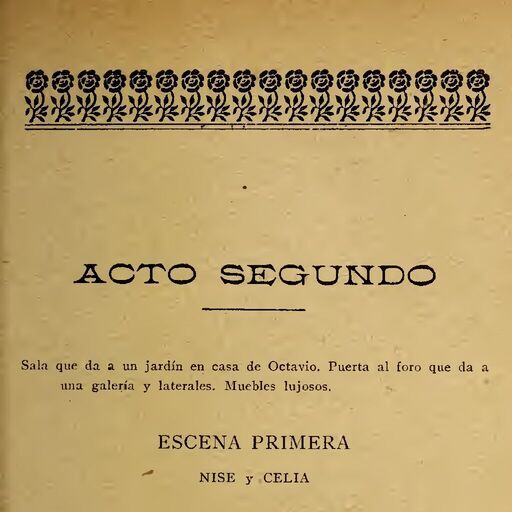 ACTO SEGUNDO
Sala que da a un jardín en casa de Octavio. Puerta al foro que da a
una galería y laterales. Muebles lujosos.
ESCENA PRIMERA
NISE y CELIA